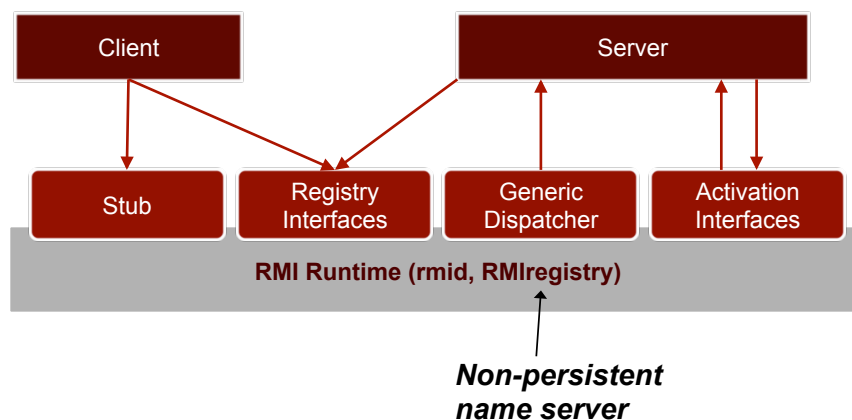 Client
Server
Stub
Registry
Interfaces
Generic
Dispatcher
Activation
Interfaces
RMI Runtime (rmid, RMIregistry)
Non-persistent
name server